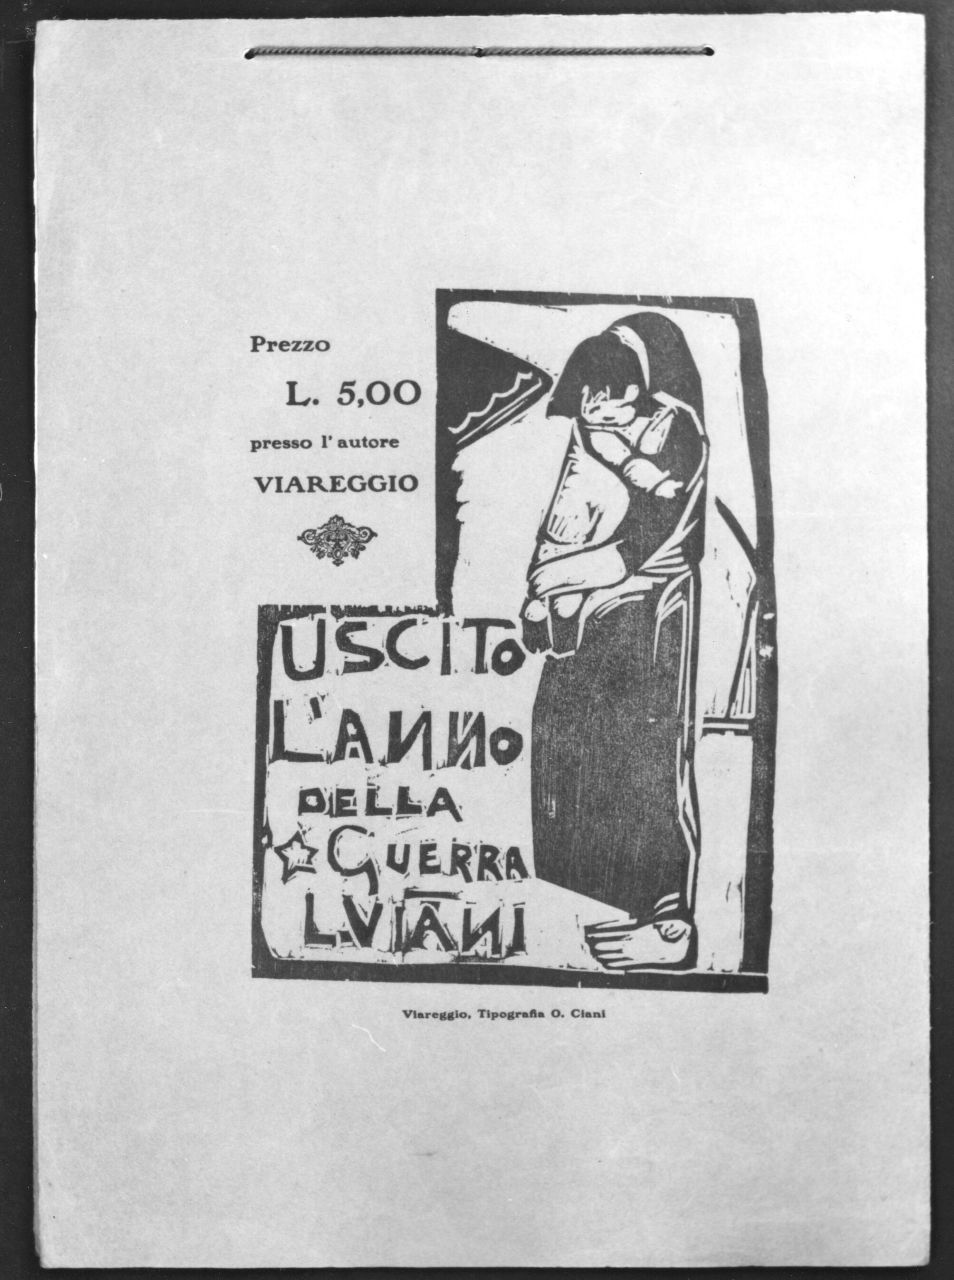 Prezzo
L. 5,00
presso l'autore
VIAREGGIO
USCITO
L'ANNO
DELLA
GUERRA
L.VIANI
Viareggio, Tipografia O. Ciani